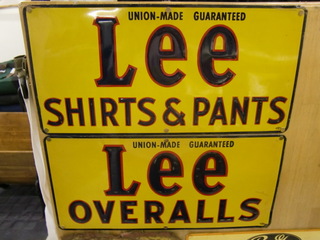 UNION-MADE GUARANTEED
Lee
SHIRTS & PANTS
UNION-MADE GUARANTEED
Lee
OVERALLS